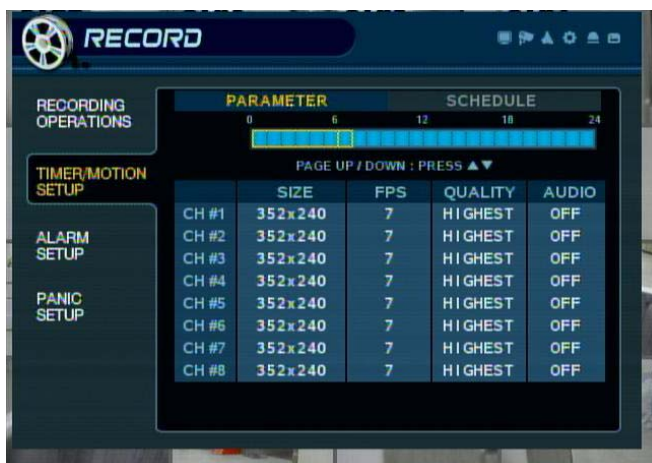 RECORD
RECORDING
OPERATIONS
TIMER/MOTION
SETUP
ALARM
SETUP
PANIC
SETUP
PARAMETER SCHEDULE
0 6 12 18 24
PAGE UP / DOWN : PRESS ▲▼
SIZE FPS QUALITY AUDIO
CH #1 352x240 7 HIGHEST OFF
CH #2 352x240 7 HIGHEST OFF
CH #3 352x240 7 HIGHEST OFF
CH #4 352x240 7 HIGHEST OFF
CH #5 352x240 7 HIGHEST OFF
CH #6 352x240 7 HIGHEST OFF
CH #7 352x240 7 HIGHEST OFF
CH #8 352x240 7 HIGHEST OFF